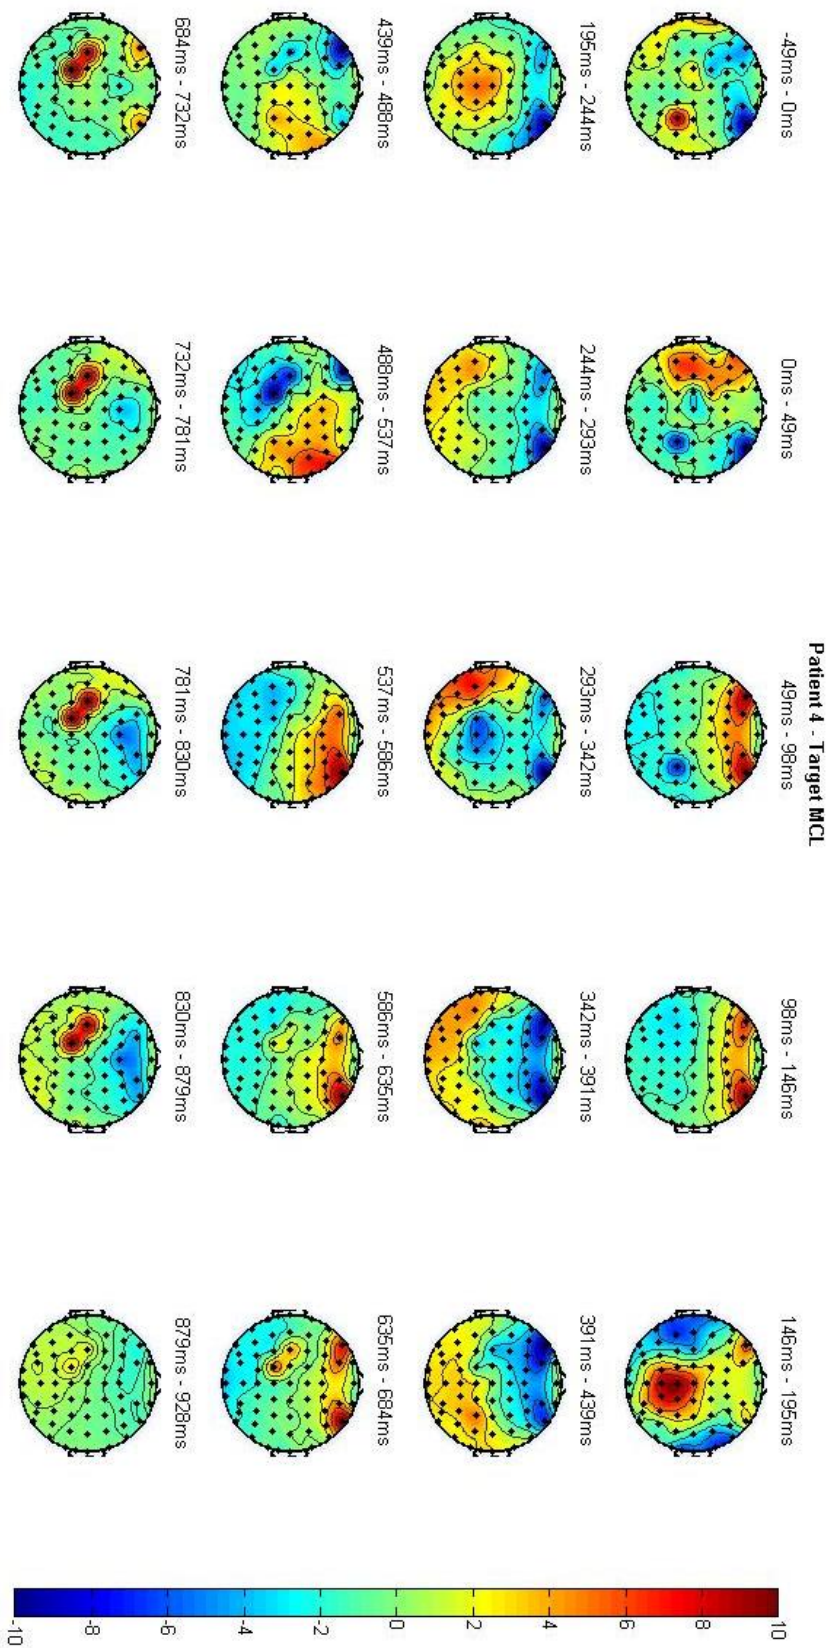 Patient 4 - Target MCL
-49ms - 0ms
0ms - 49ms
49ms - 98ms
98ms - 146ms
146ms - 195ms
195ms - 244ms
244ms - 293ms
293ms - 342ms
342ms - 391ms
391ms - 439ms
439ms - 488ms
488ms - 537ms
537ms - 586ms
586ms - 635ms
635ms - 684ms
684ms - 732ms
732ms - 781ms
781ms - 830ms
830ms - 879ms
879ms - 928ms
10
8
6
4
2
0
-2
-4
-6
-8
-10